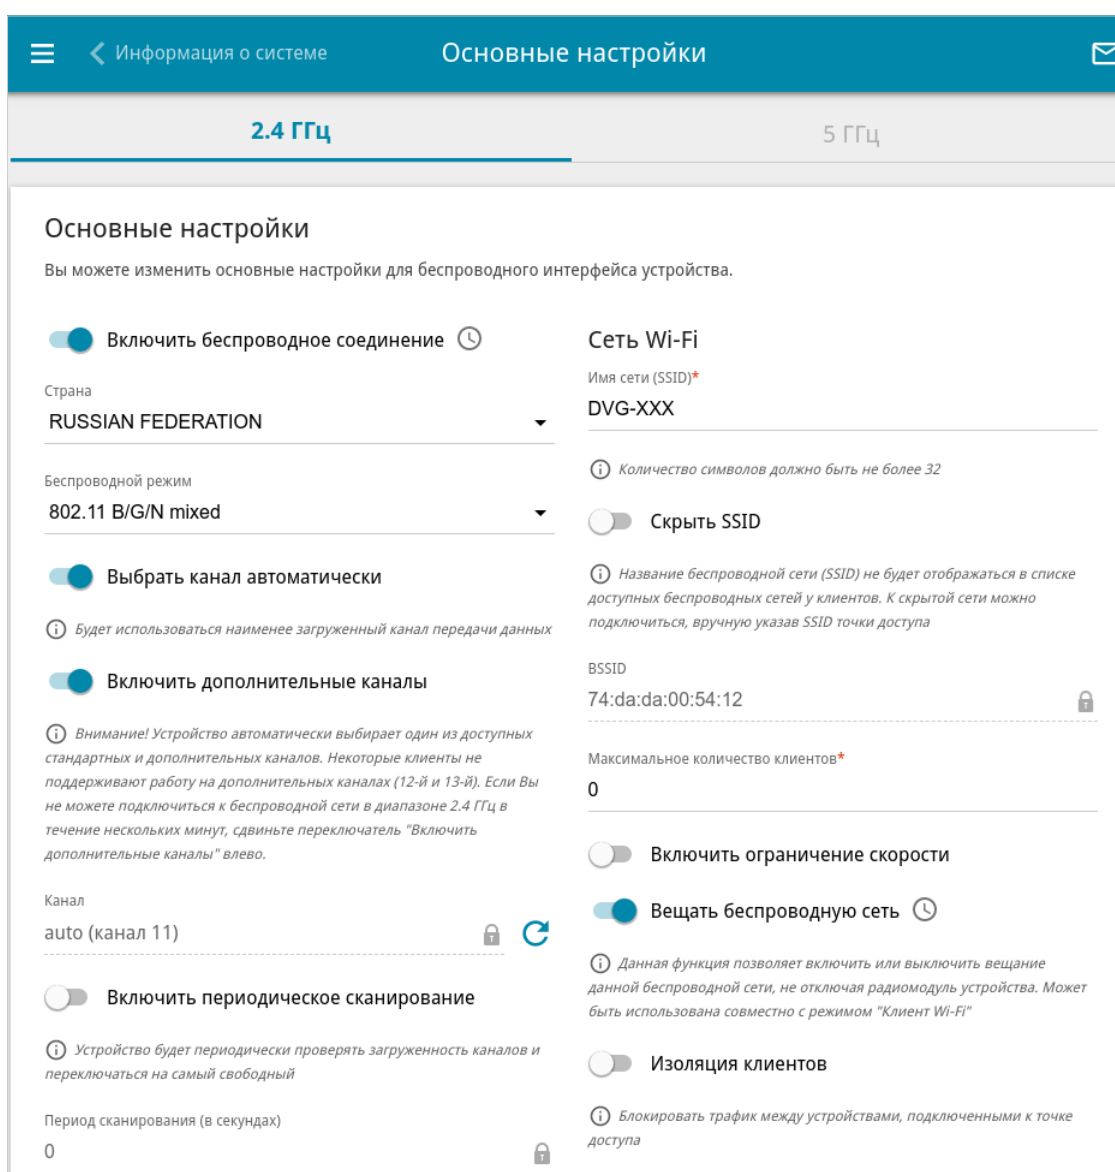 Информация о системе
Основные настройки
2.4 ГГц
5 ГГц
Основные настройки
Вы можете изменить основные настройки для беспроводного интерфейса устройства.
Включить беспроводное соединение
Страна
RUSSIAN FEDERATION
Беспроводной режим
802.11 B/G/N mixed
Выбрать канал автоматически
Будет использоваться наименее загруженный канал передачи данных
Включить дополнительные каналы
Внимание! Устройство автоматически выбирает один из доступных
стандартных и дополнительных каналов. Некоторые клиенты не
поддерживают работу на дополнительных каналах (12-й и 13-й). Если Вы
не можете подключиться к беспроводной сети в диапазоне 2.4 ГГц в
течение нескольких минут, сдвиньте переключатель "Включить
дополнительные каналы" влево.
Канал
auto (канал 11)
Включить периодическое сканирование
Устройство будет периодически проверять загруженность каналов и
переключаться на самый свободный
Период сканирования (в секундах)
0
Сеть Wi-Fi
Имя сети (SSID)*
DVG-XXX
Количество символов должно быть не более 32
Скрыть SSID
Название беспроводной сети (SSID) не будет отображаться в списке
доступных беспроводных сетей у клиентов. К скрытой сети можно
подключиться, вручную указав SSID точки доступа
BSSID
74:da:da:00:54:12
Максимальное количество клиентов*
0
Включить ограничение скорости
Вещать беспроводную сеть
Данная функция позволяет включить или выключить вещание
данной беспроводной сети, не отключая радиомодуль устройства. Может
быть использована совместно с режимом "Клиент Wi-Fi"
Изоляция клиентов
Блокировать трафик между устройствами, подключенными к точке
доступа